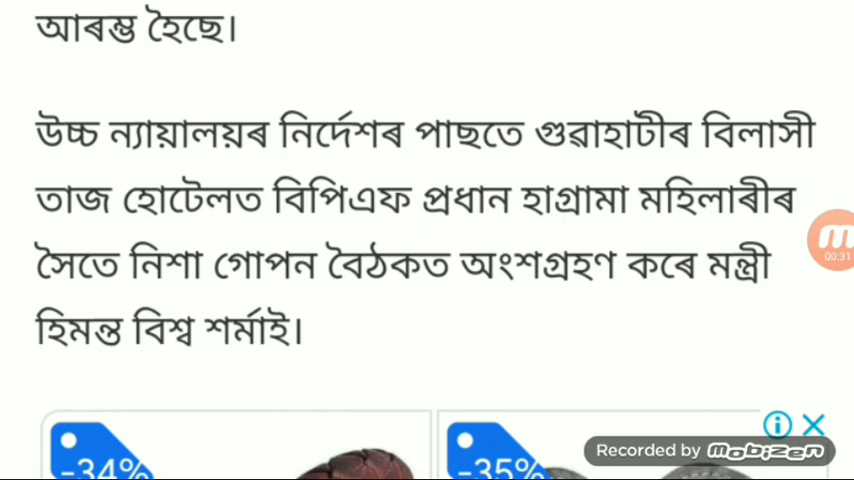 আৰম্ভ হৈছে।
উচ্চ ন্যায়ালয়ৰ নিৰ্দেশৰ পাছতে গুৱাহাটীৰ বিলাসী
তাজ হোটেলত বিপিএফ প্ৰধান হাগ্ৰামা মহিলাৰীৰ
সৈতে নিশা গোপন বৈঠকত অংশগ্ৰহণ কৰে মন্ত্ৰী
হিমন্ত বিশ্ব শৰ্মাই।
00:31
-34%
-35%
Recorded by mobizen